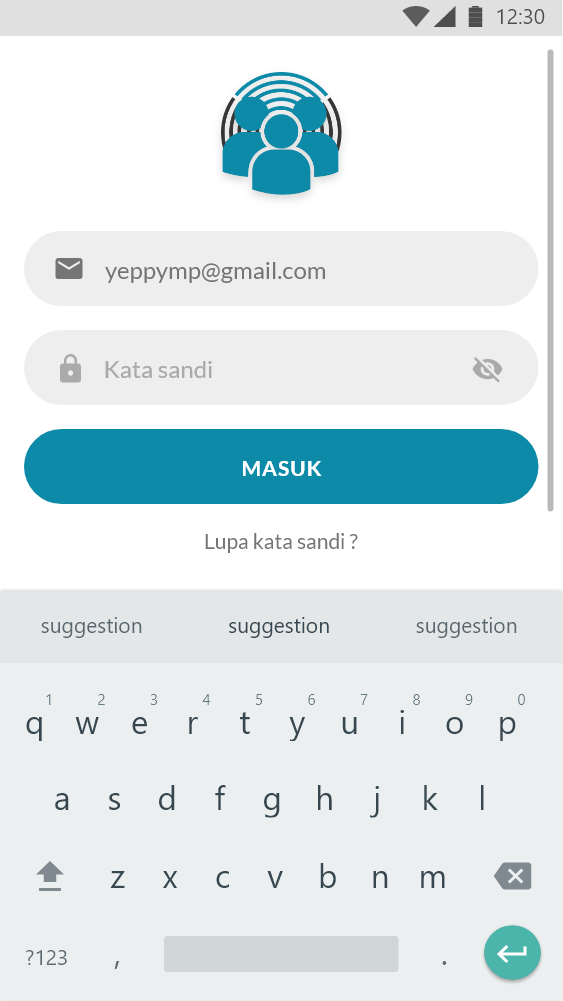 12:30
yeppymp@gmail.com
Kata sandi
MASUK
Lupa kata sandi ?
suggestion suggestion suggestion
1 2 3 4 5 6 7 8 9 0
q w e r t y u i o p
a s d f g h j k l
z x c v b n m
?123 , .